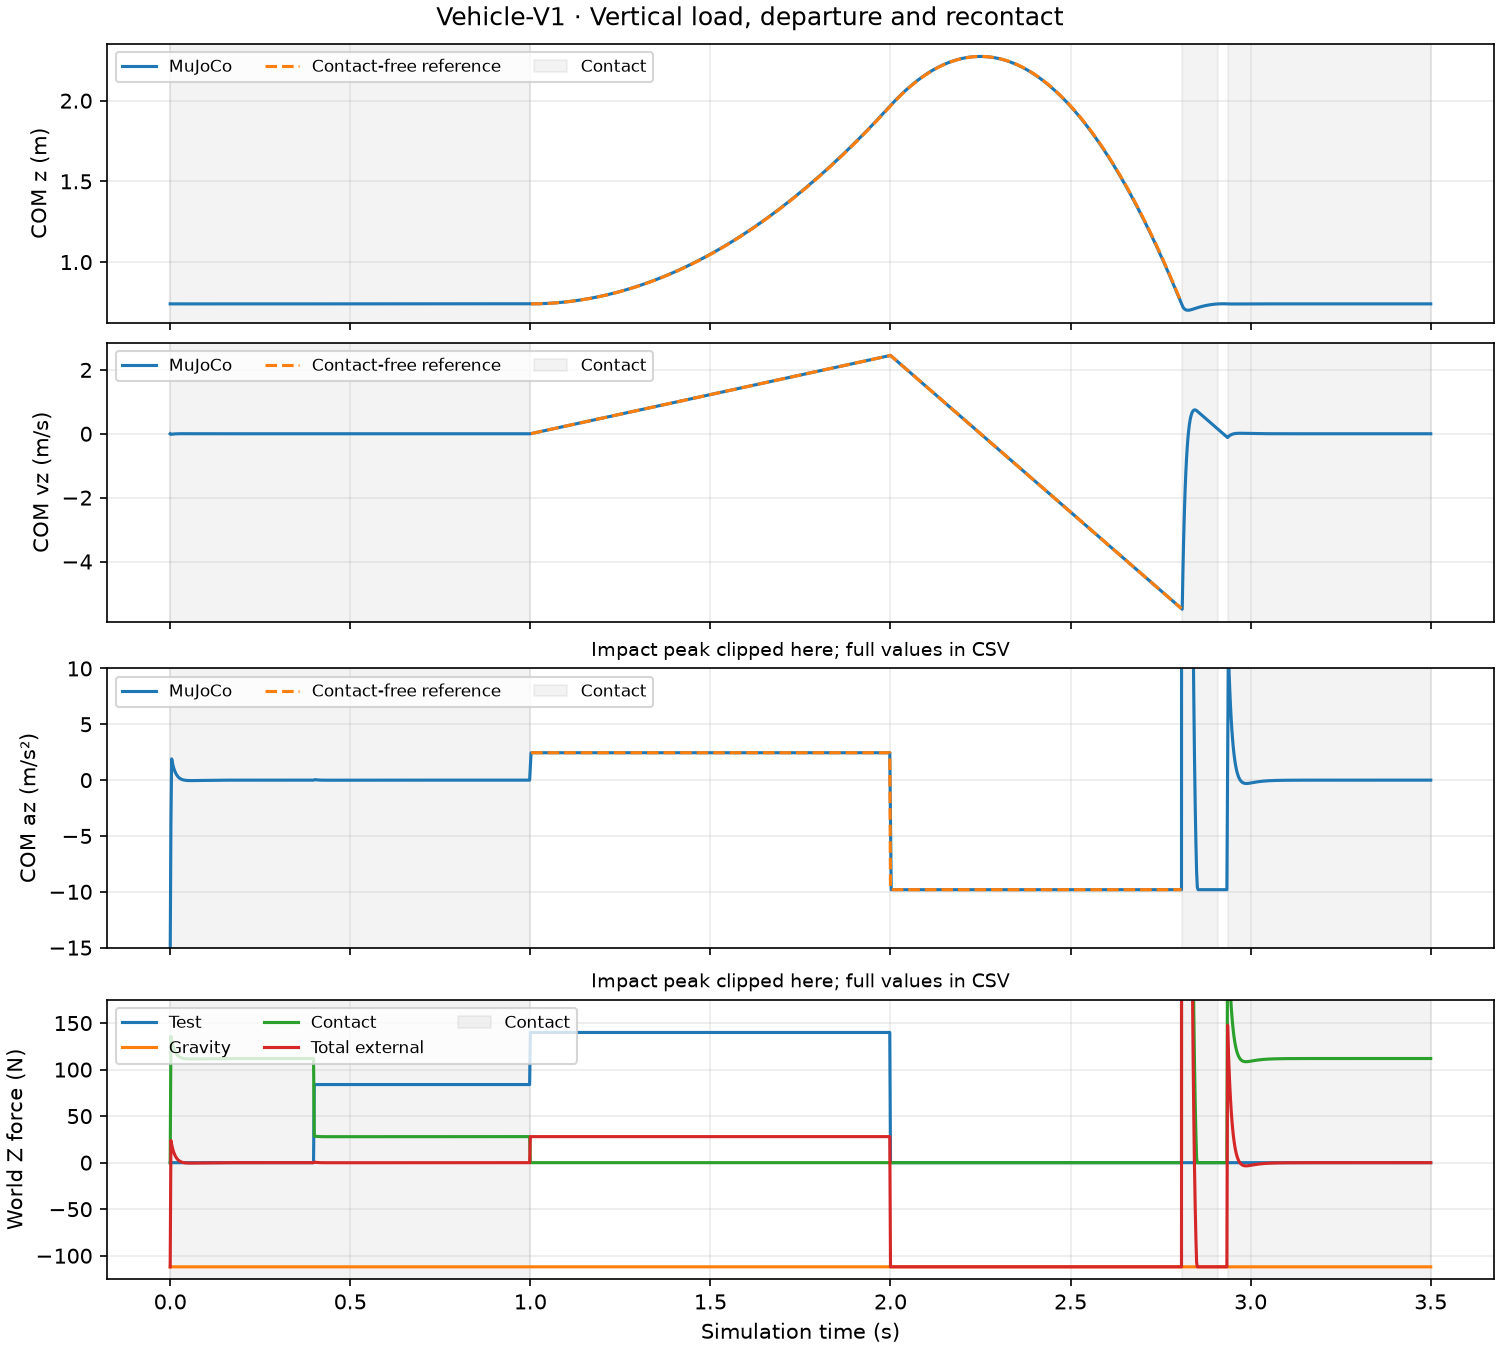 Vehicle-V1 · Vertical load, departure and recontact
MuJoCo
Contact-free reference
Contact
COM z (m)
2.0
1.5
1.0
MuJoCo
Contact-free reference
Contact
COM vz (m/s)
2
0
−2
−4
Impact peak clipped here; full values in CSV
MuJoCo
Contact-free reference
Contact
COM az (m/s²)
10
5
0
−5
−10
−15
Impact peak clipped here; full values in CSV
Test
Contact
Contact
Gravity
Total external
World Z force (N)
150
100
50
0
−50
−100
0.0 0.5 1.0 1.5 2.0 2.5 3.0 3.5
Simulation time (s)